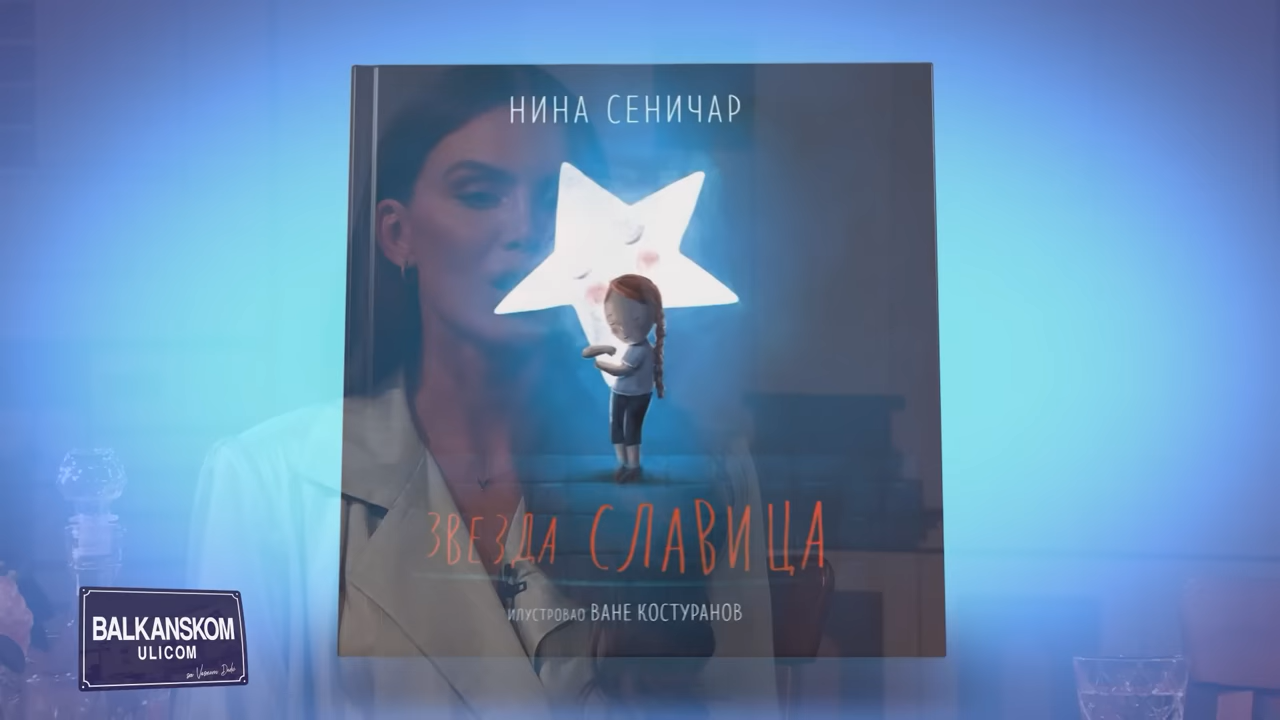 НИНА СЕНИЧАР
ЗВЕЗДА СЛАВИЦА
ИЛУСТРОВАО ВАНЕ КОСТУРАНОВ
BALKANSKOM
ULICOM